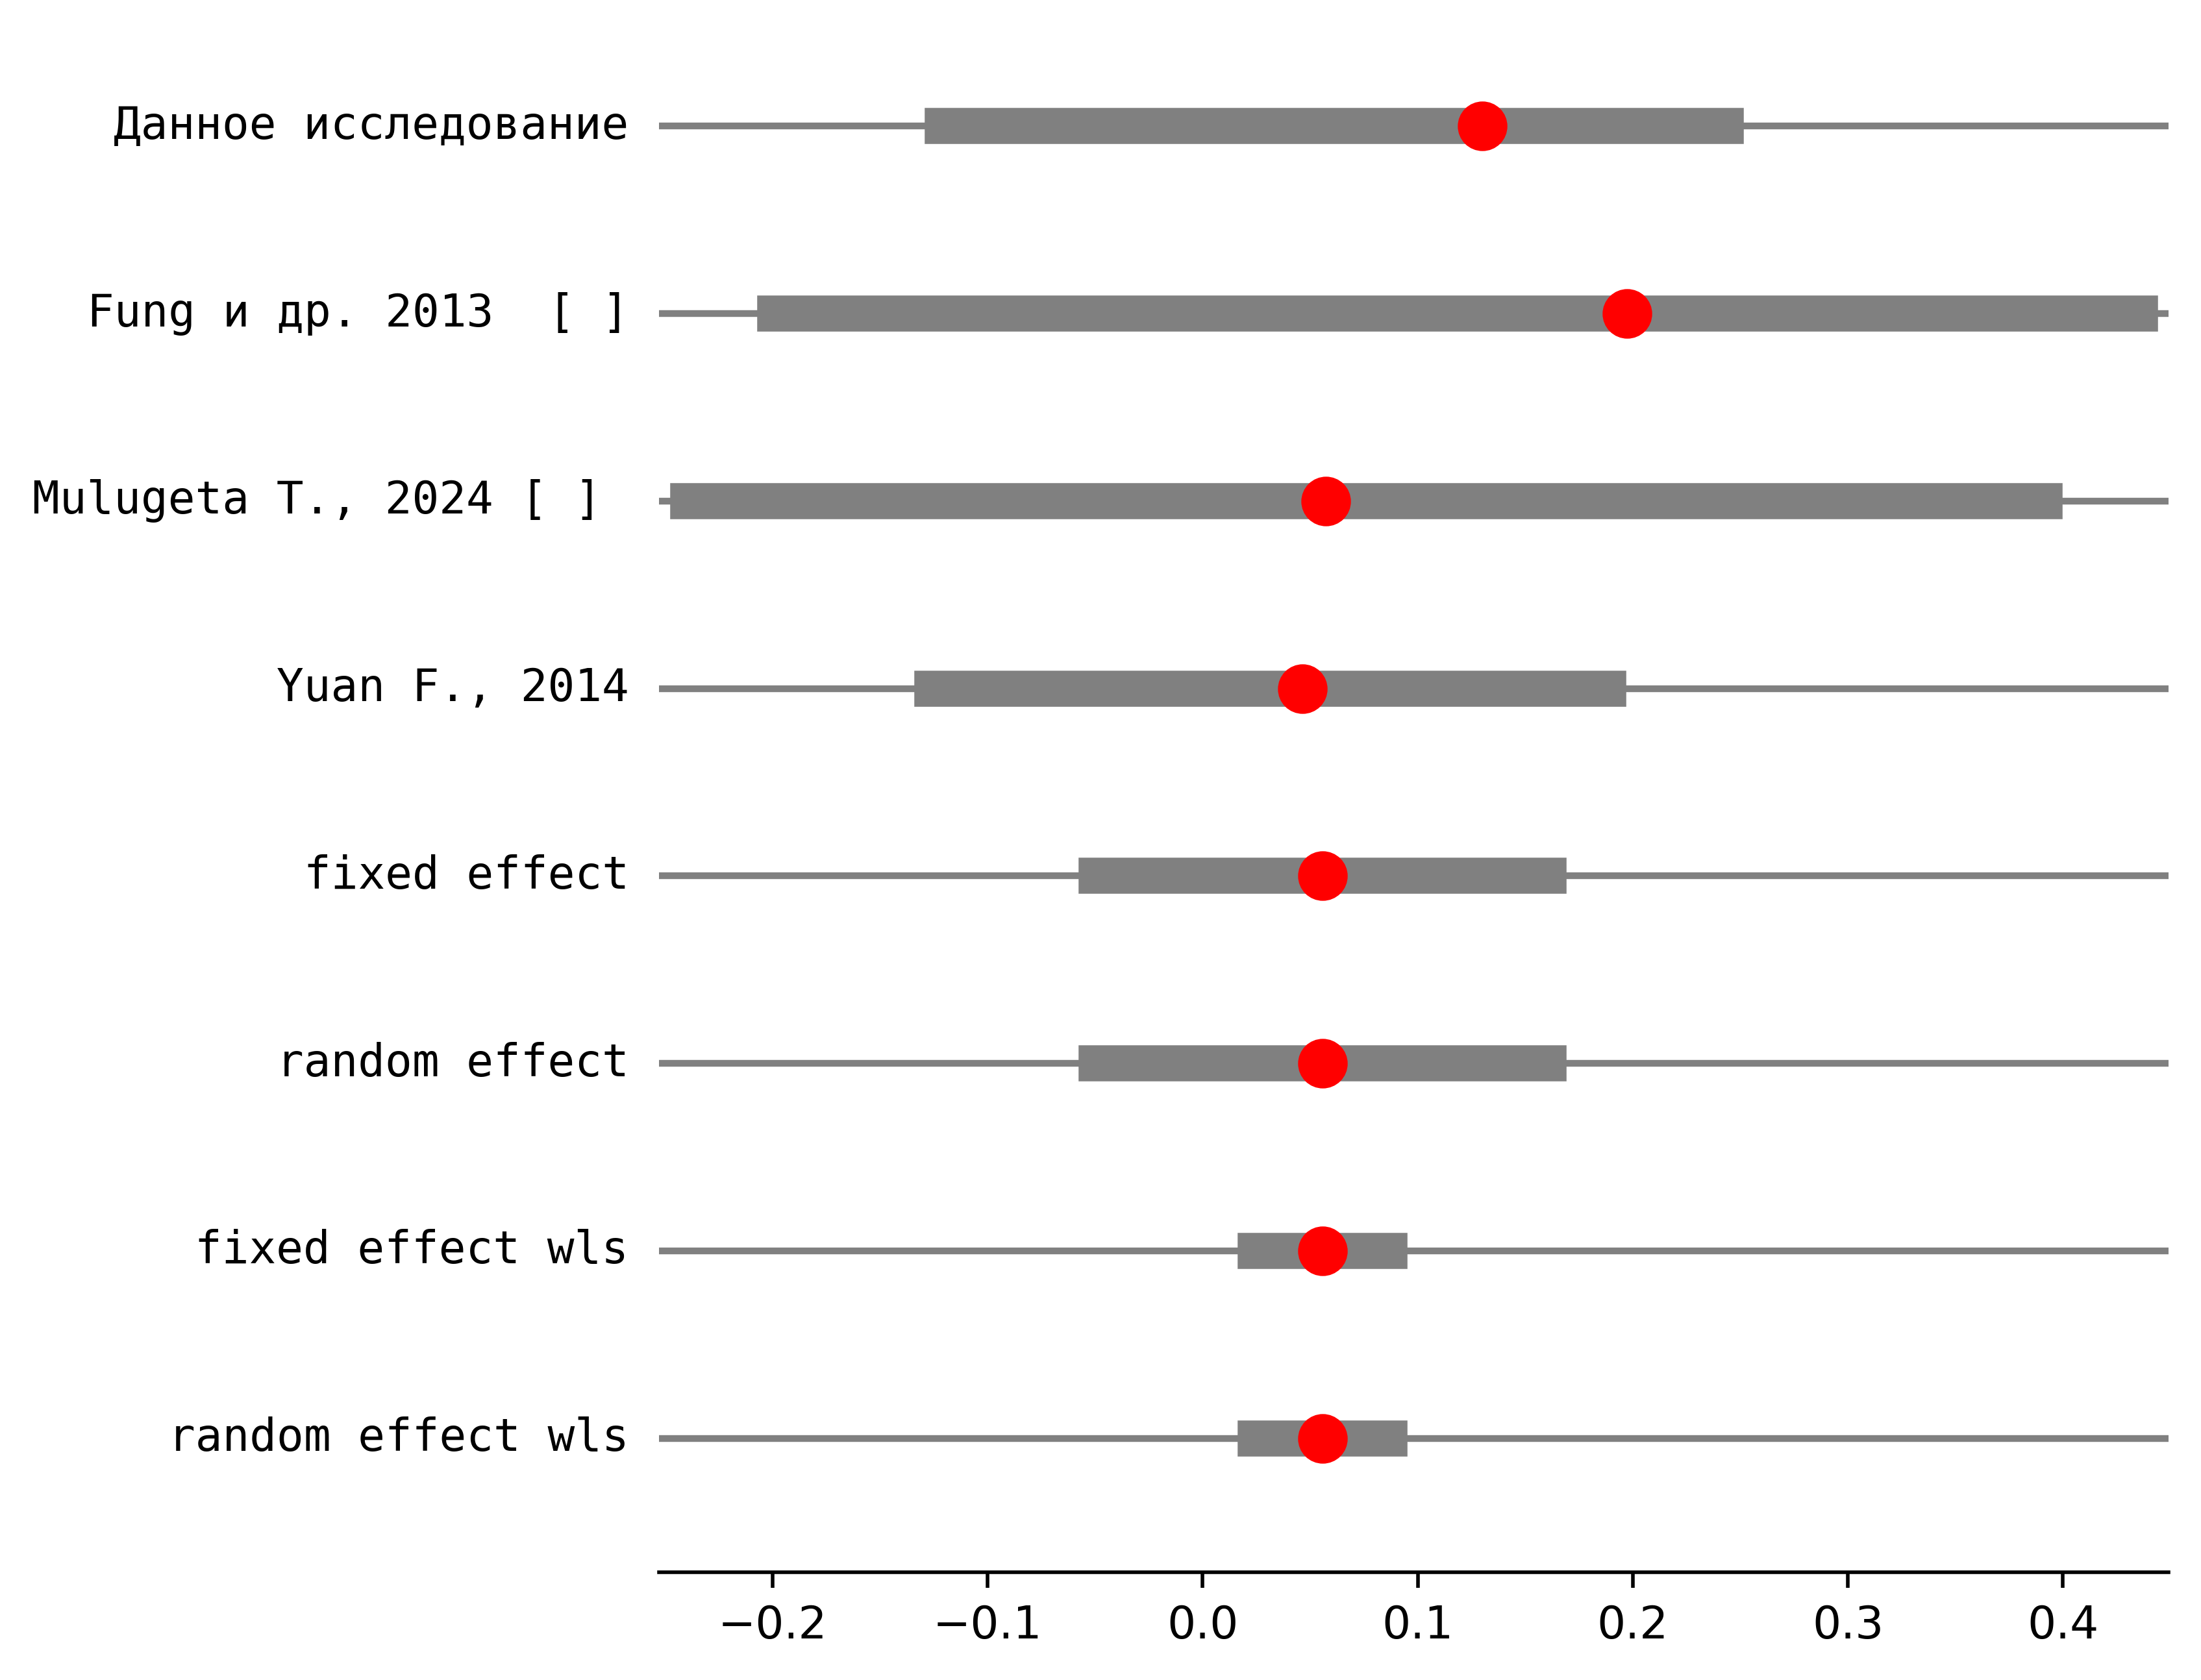 Данное исследование
Fung и др. 2013  [ ]
Mulugeta T., 2024 [ ]
Yuan F., 2014
fixed effect
random effect
fixed effect wls
random effect wls
−0.2 −0.1 0.0 0.1 0.2 0.3 0.4